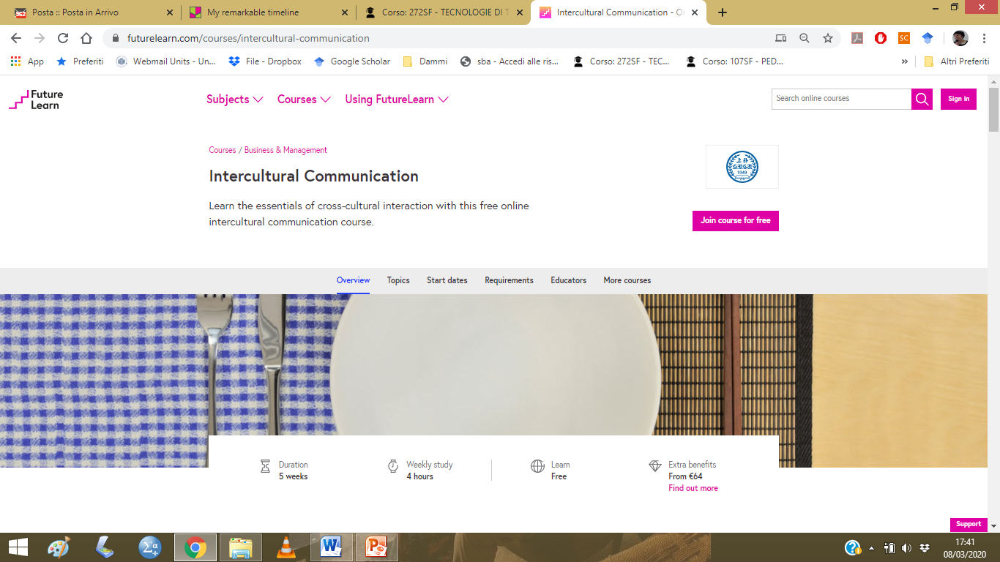 Posta :: Posta in Arrivo
My remarkable timeline
Corso: 272SF - TECNOLOGIE DI T
Intercultural Communication - O
futurelearn.com/courses/intercultural-communication
App
Preferiti
Webmail Units - Un...
File - Dropbox
Google Scholar
Dammi
sba - Accedi alle ris...
Corso: 272SF - TEC...
Corso: 107SF - PED...
»
Altri Preferiti
Future
Learn
Subjects
Courses
Using FutureLearn
Search online courses
Sign in
Courses / Business & Management
Intercultural Communication
上外
SISU
1949
Learn the essentials of cross-cultural interaction with this free online
intercultural communication course.
Join course for free
Overview
Topics
Start dates
Requirements
Educators
More courses
Duration
5 weeks
Weekly study
4 hours
Learn
Free
Extra benefits
From €64
Find out more
Support
17:41
08/03/2020